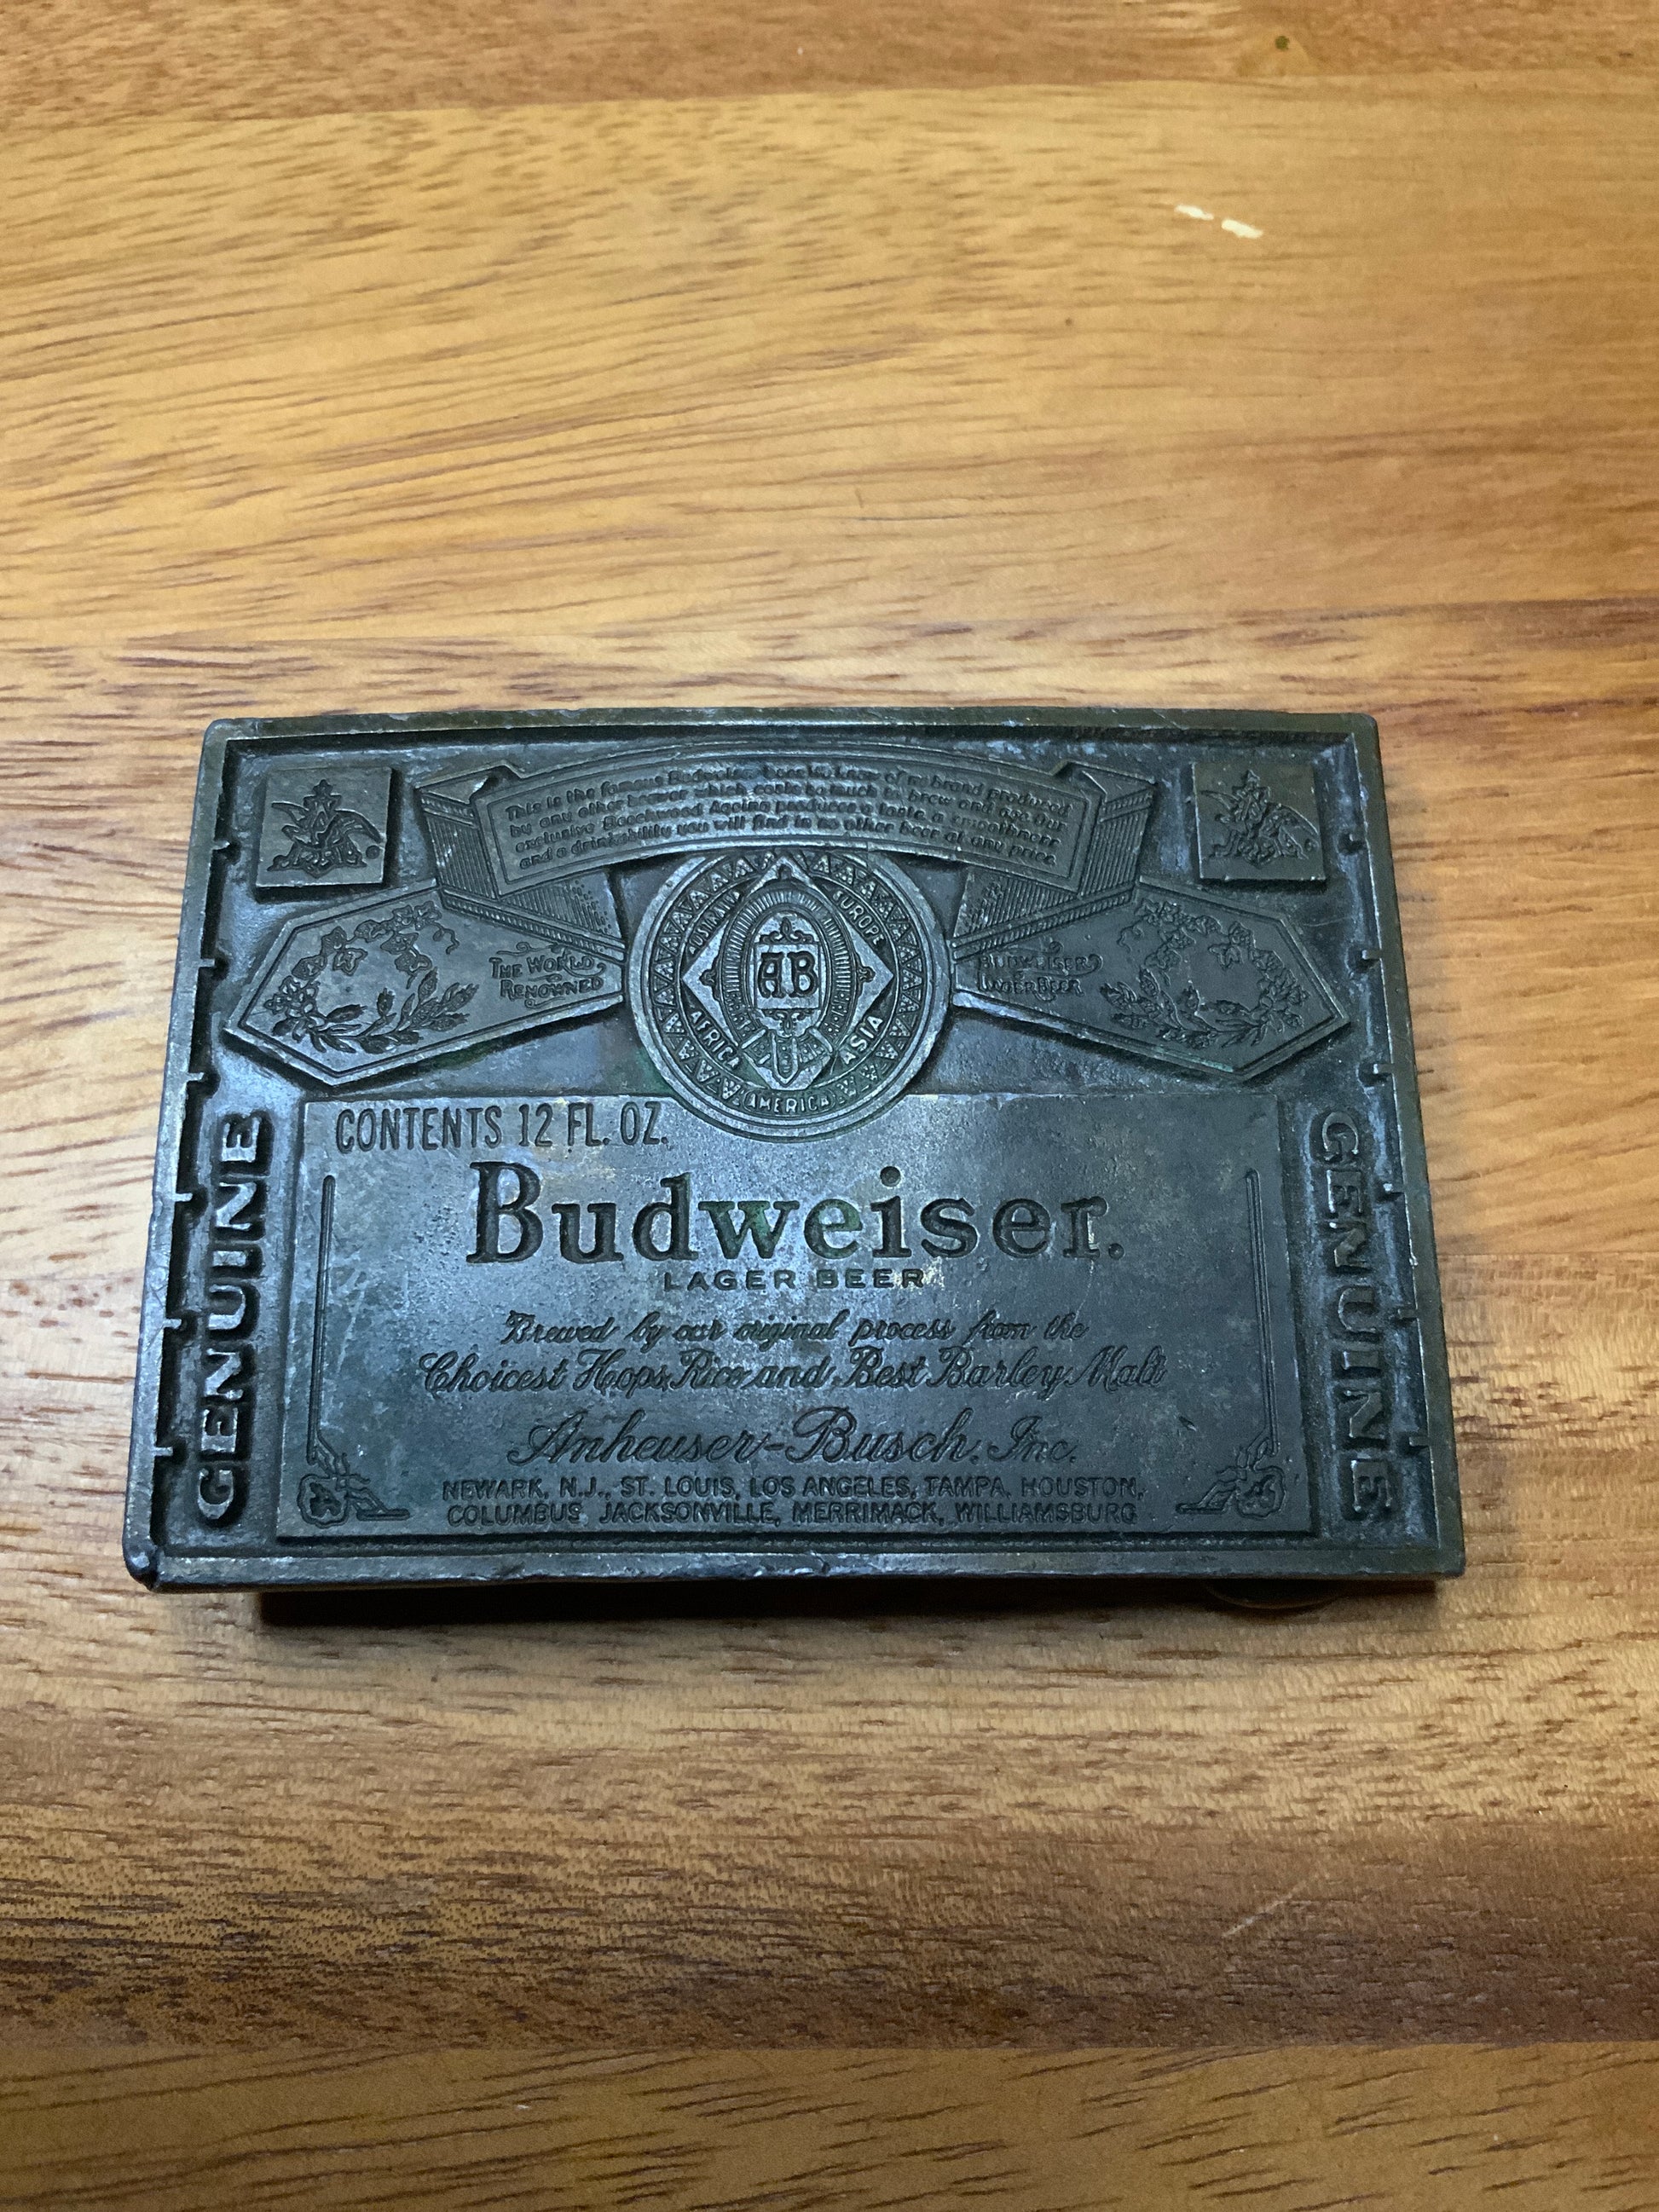 This is the famous Budweiser beer. We know of no brand produced
by any other brewer which costs so much to brew and age. Our
exclusive Beechwood Ageing produces a taste, a smoothness
and a drinkability you will find in no other beer at any price.
THE WORLD
RENOWNED
BUDWEISER
LAGER BEER
AUSTRALIA
EUROPE
AB
AFRICA
ASIA
AMERICA
GENUINE
GENUINE
CONTENTS 12 FL. OZ.
Budweiser.
LAGER BEER
Brewed by our original process from the
Choicest Hops, Rice and Best Barley Malt
Anheuser-Busch, Inc.
NEWARK, N.J., ST. LOUIS, LOS ANGELES, TAMPA, HOUSTON,
COLUMBUS, JACKSONVILLE, MERRIMACK, WILLIAMSBURG